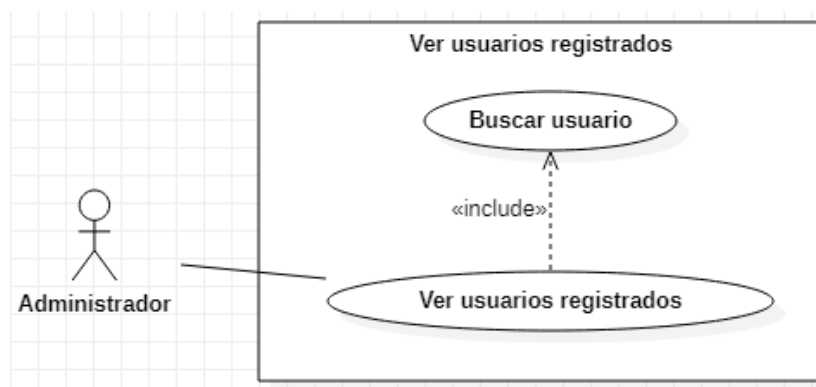 Ver usuarios registrados
Buscar usuario
«include»
Ver usuarios registrados
Administrador